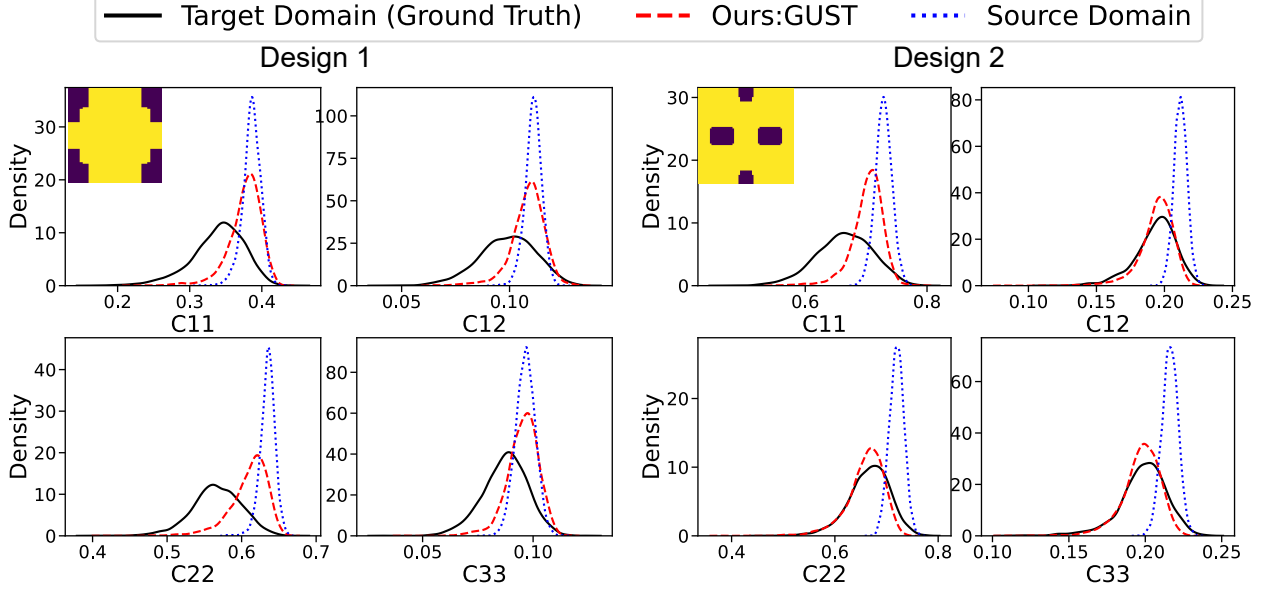 Target Domain (Ground Truth) Ours:GUST Source Domain
Design 1 Design 2
Density
30
20
10
0
0.2 0.3 0.4
C11
100
75
50
25
0
0.05 0.10
C12
Density
30
20
10
0
0.6 0.8
C11
80
60
40
20
0
0.10 0.15 0.20 0.25
C12
Density
40
30
20
10
0
0.4 0.5 0.6 0.7
C22
80
60
40
20
0
0.05 0.10
C33
Density
20
10
0
0.4 0.6 0.8
C22
60
40
20
0
0.10 0.15 0.20 0.25
C33